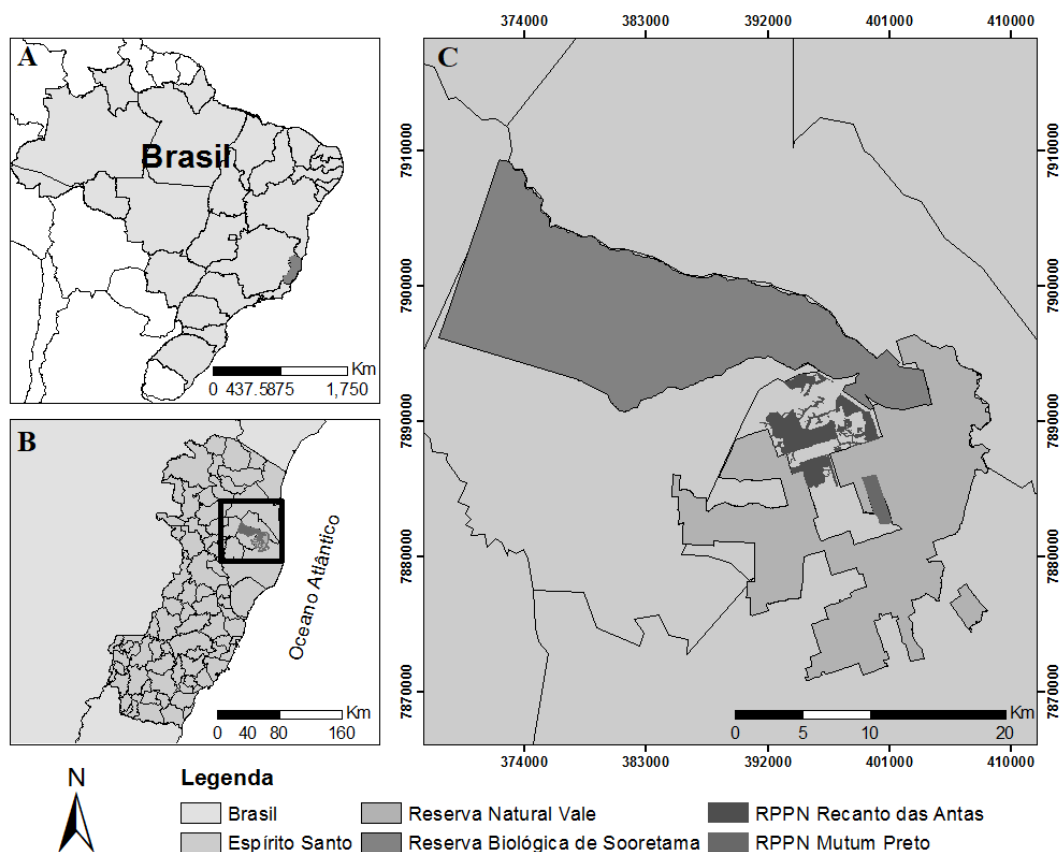 374000 383000 392000 401000 410000
A
Brasil
Km
0 437.5875 1,750
B
Oceano Atlântico
Km
0 40 80 160
C
7910000 7910000
7900000 7900000
7890000 7890000
7880000 7880000
7870000 7870000
Km
0 5 10 20
374000 383000 392000 401000 410000
N
Legenda
Brasil Reserva Natural Vale RPPN Recanto das Antas
Espírito Santo Reserva Biológica de Sooretama RPPN Mutum Preto